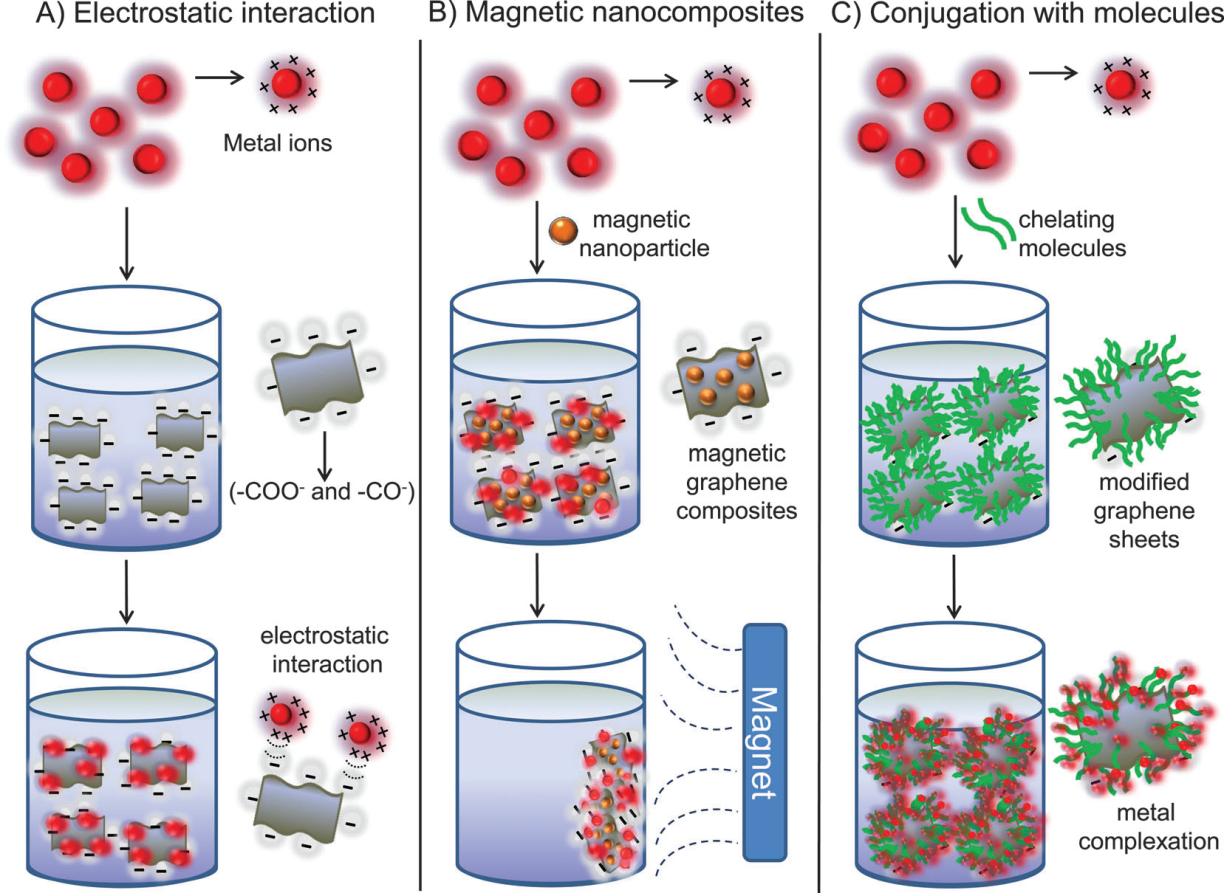 A) Electrostatic interaction
Metal ions
(-COO⁻ and -CO⁻)
electrostatic
interaction
B) Magnetic nanocomposites
magnetic
nanoparticle
magnetic
graphene
composites
Magnet
C) Conjugation with molecules
chelating
molecules
modified
graphene
sheets
metal
complexation